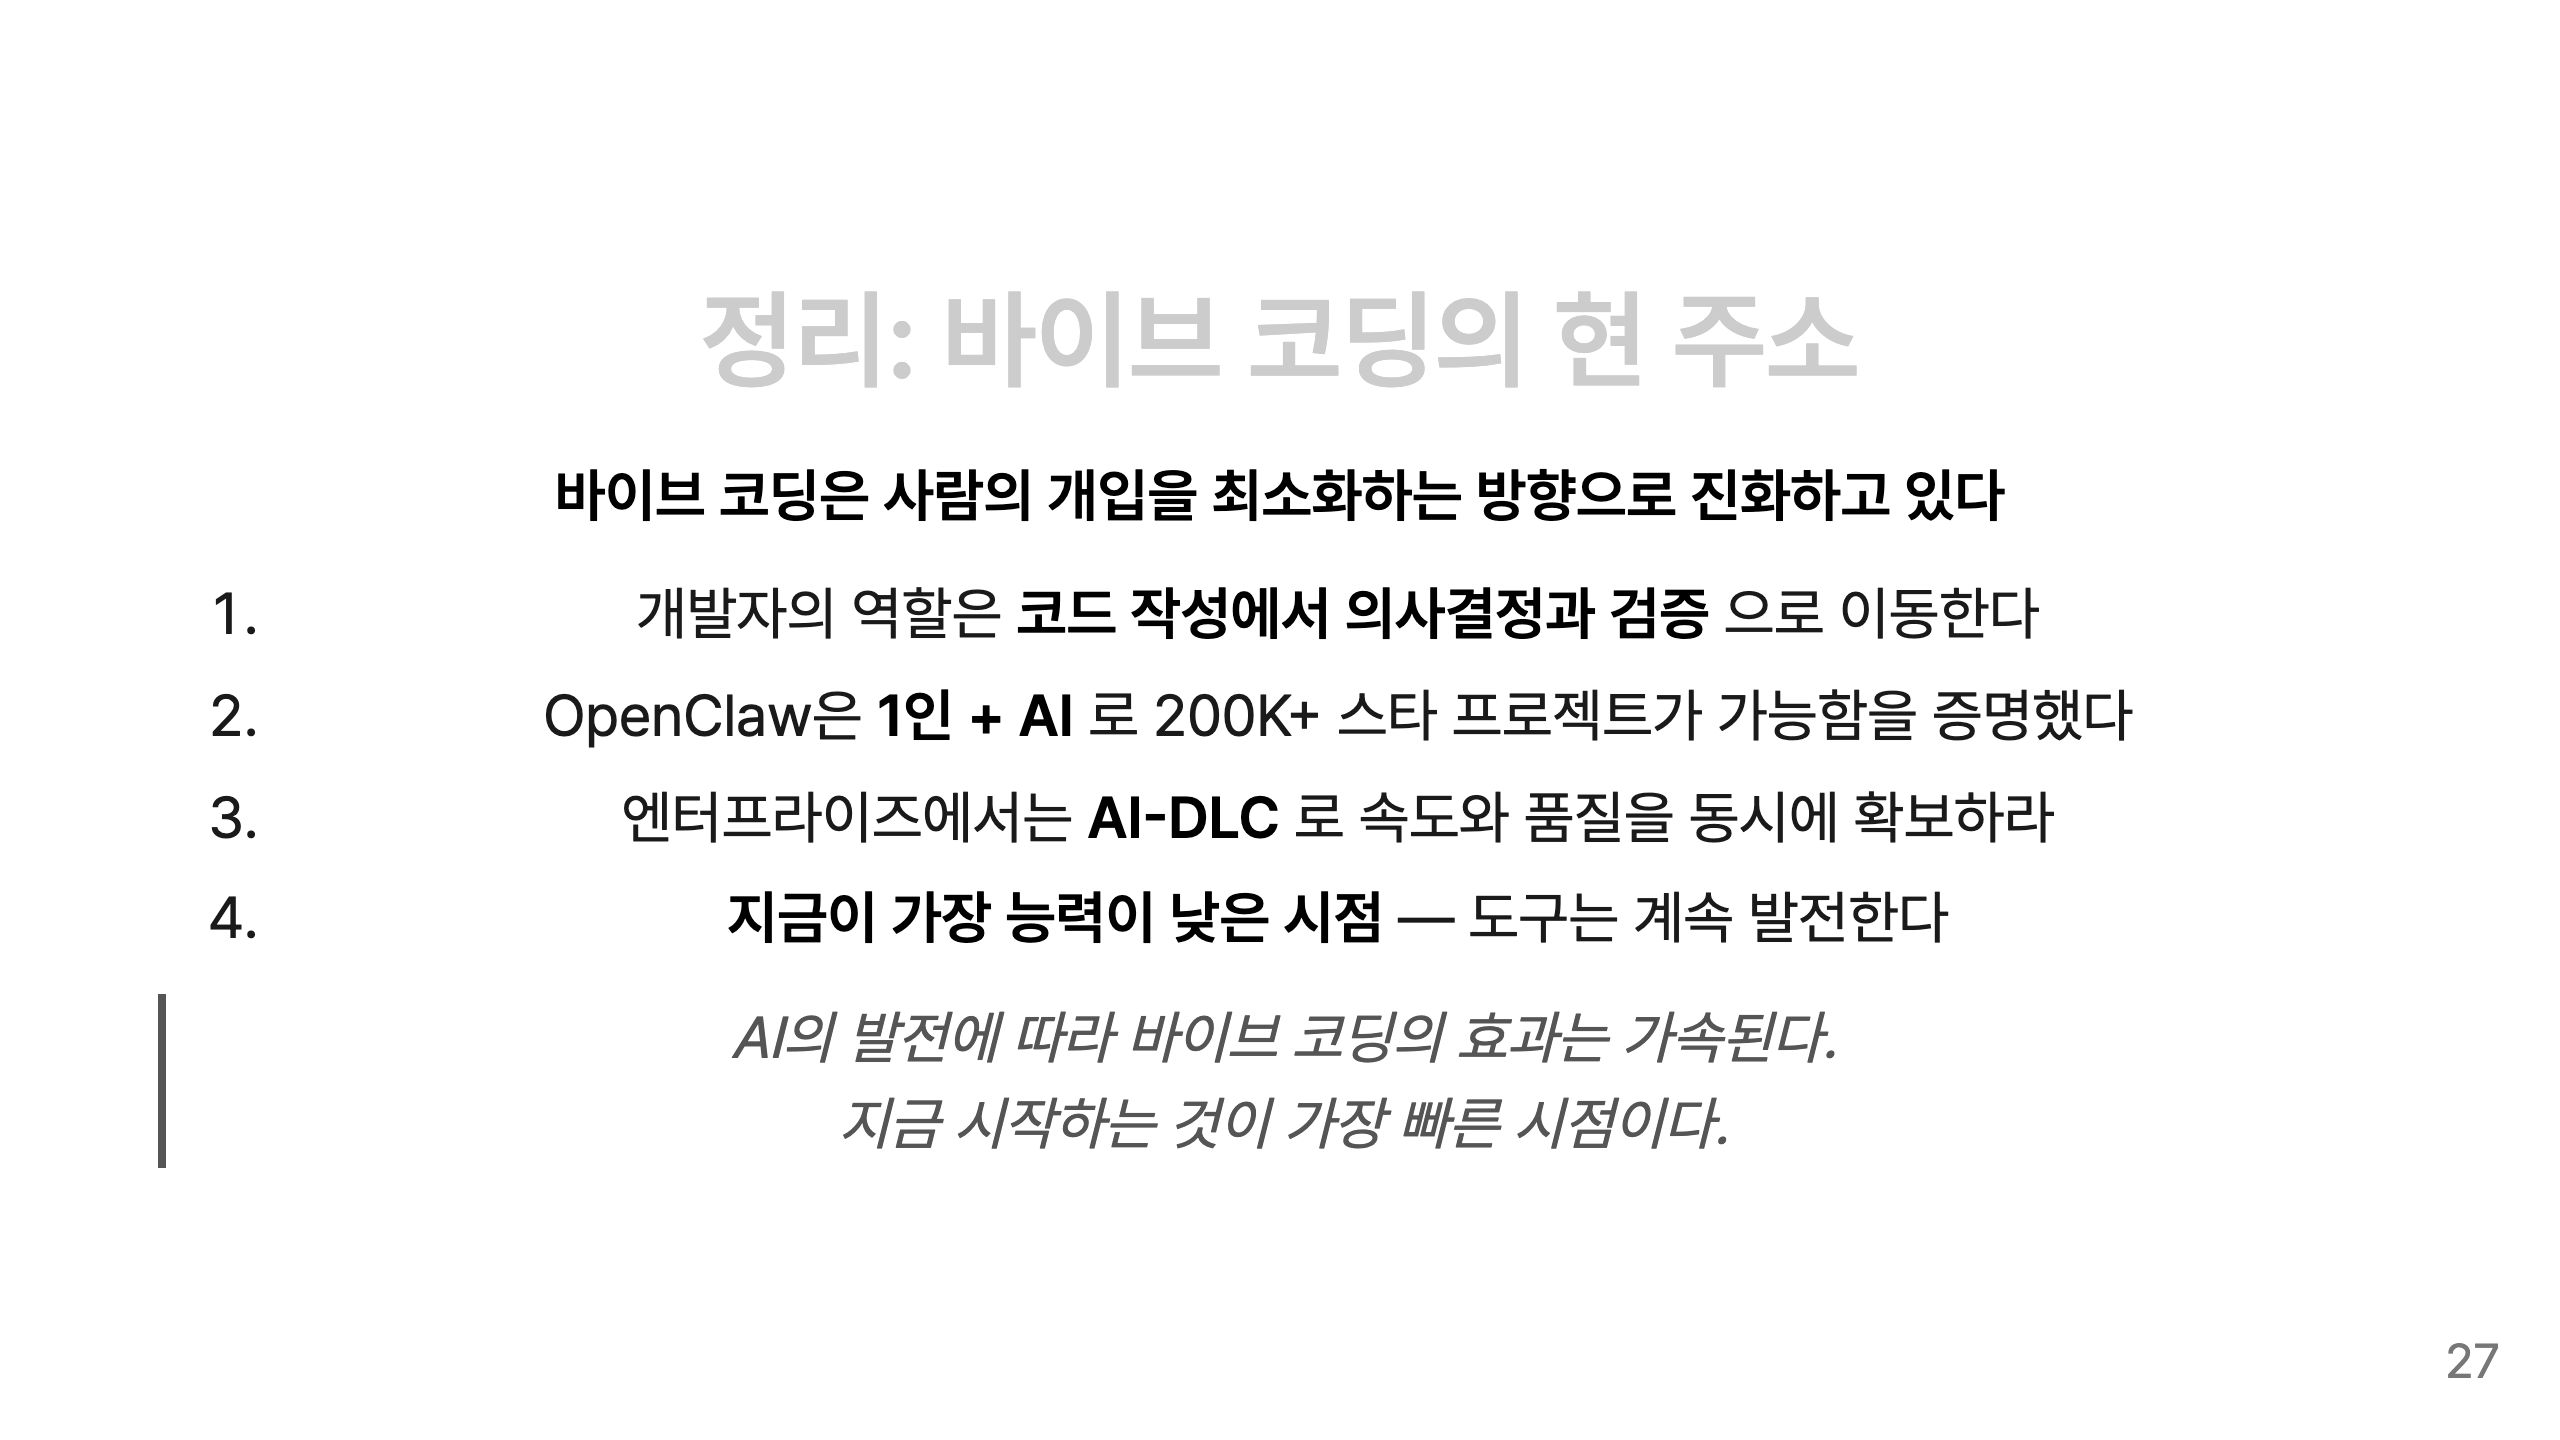 정리: 바이브 코딩의 현 주소
바이브 코딩은 사람의 개입을 최소화하는 방향으로 진화하고 있다
1. 개발자의 역할은 코드 작성에서 의사결정과 검증 으로 이동한다
2. OpenClaw은 1인 + AI 로 200K+ 스타 프로젝트가 가능함을 증명했다
3. 엔터프라이즈에서는 AI-DLC 로 속도와 품질을 동시에 확보하라
4. 지금이 가장 능력이 낮은 시점 — 도구는 계속 발전한다
AI의 발전에 따라 바이브 코딩의 효과는 가속된다.
지금 시작하는 것이 가장 빠른 시점이다.
27